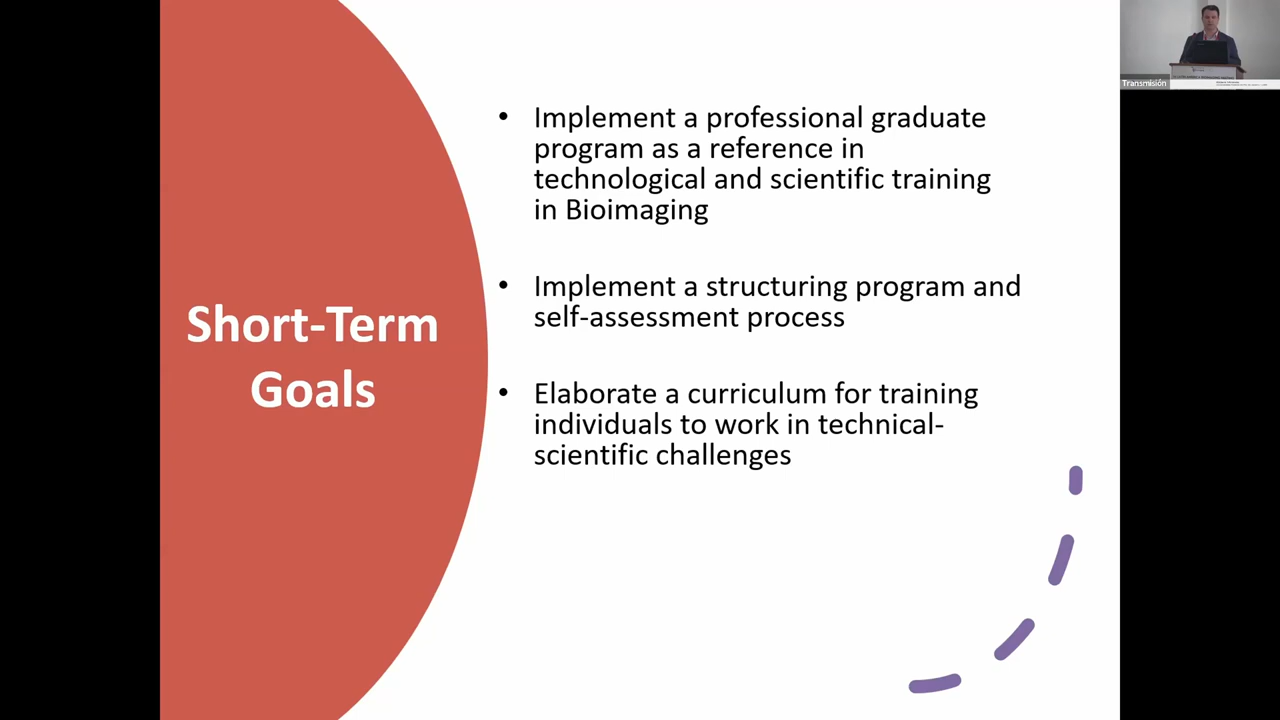 Short-Term
Goals
• Implement a professional graduate
program as a reference in
technological and scientific training
in Bioimaging
• Implement a structuring program and
self-assessment process
• Elaborate a curriculum for training
individuals to work in technical-
scientific challenges
Transmisión